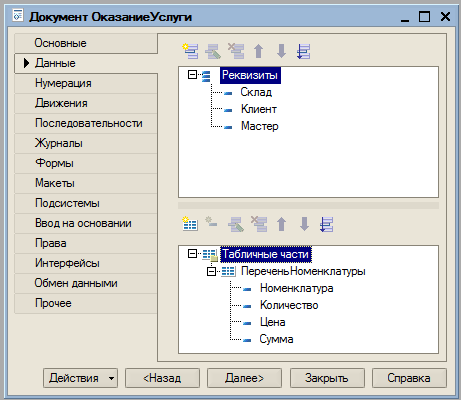 Документ ОказаниеУслуги
Основные
Данные
Нумерация
Движения
Последовательности
Журналы
Формы
Макеты
Подсистемы
Ввод на основании
Права
Интерфейсы
Обмен данными
Прочее
Реквизиты
Склад
Клиент
Мастер
Табличные части
ПереченьНоменклатуры
Номенклатура
Количество
Цена
Сумма
Действия
<Назад
Далее>
Закрыть
Справка